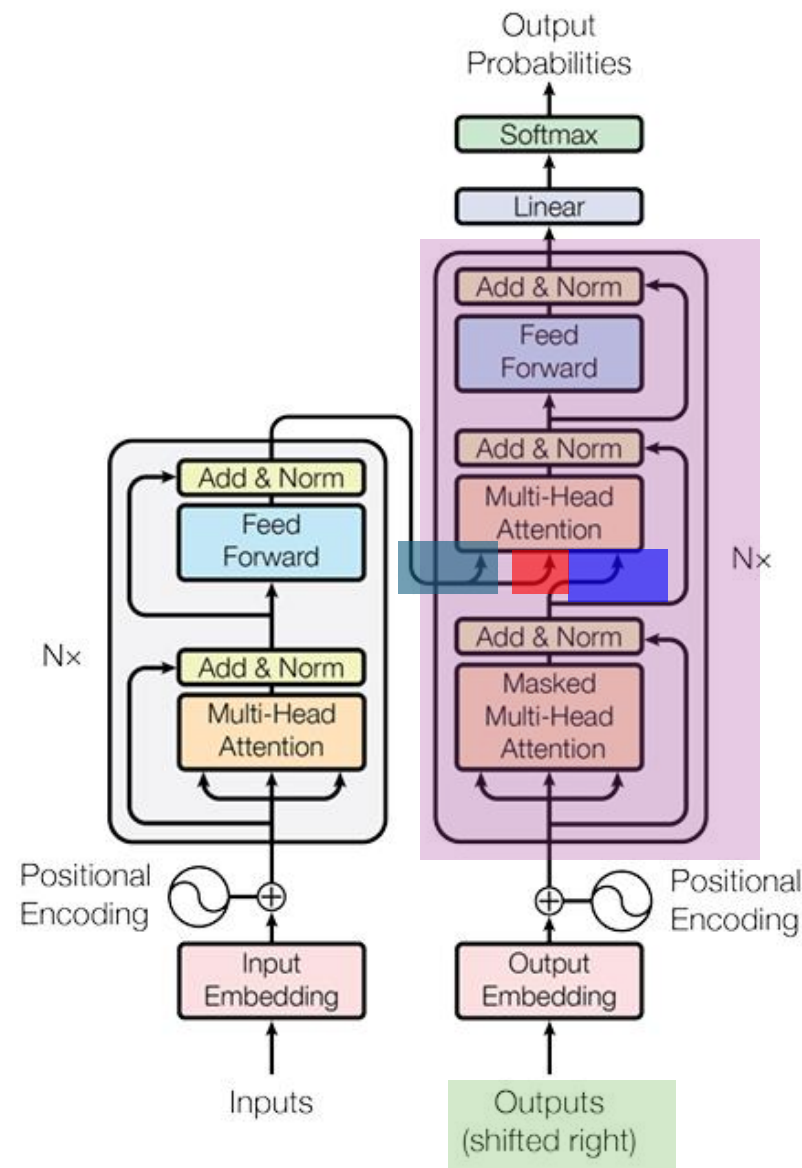 Output
Probabilities
Softmax
Linear
Add & Norm
Feed
Forward
Add & Norm
Multi-Head
Attention
Add & Norm
Masked
Multi-Head
Attention
Nx
Add & Norm
Feed
Forward
Add & Norm
Multi-Head
Attention
Nx
Positional
Encoding
Positional
Encoding
Input
Embedding
Output
Embedding
Inputs
Outputs
(shifted right)